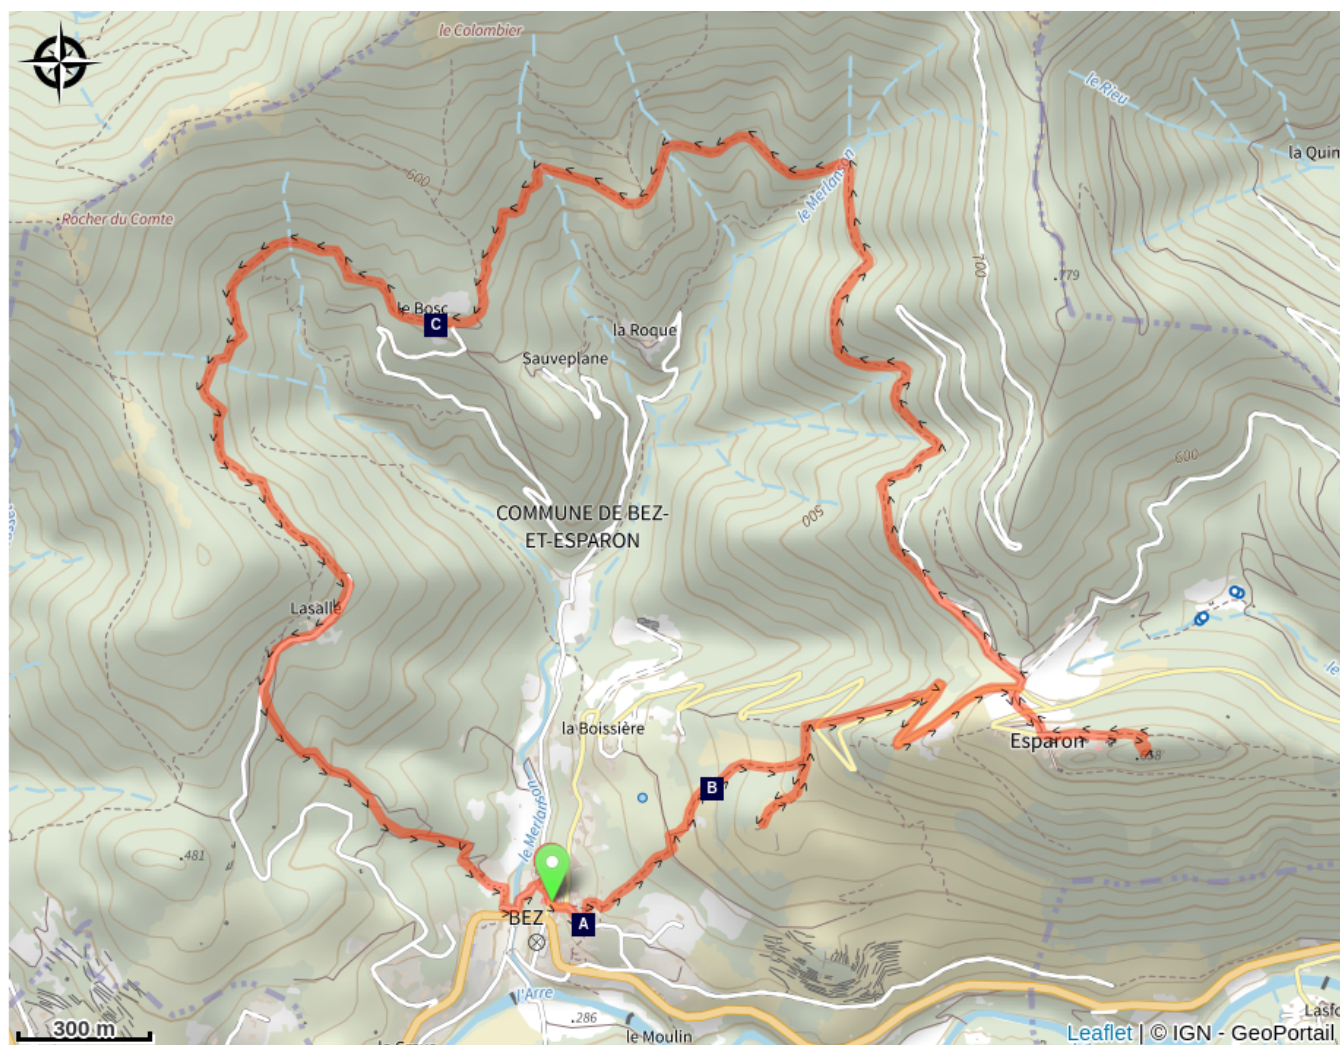 le Colombier
le Rieu
la Quin
600
Rocher du Comte
le Merlanson
700
779
le Bosc
C
la Roque
Sauveplane
600
COMMUNE DE BEZ-
ET-ESPARON
500
Lasalle
la Boissière
Esparon
B
le Merlanson
481
BEZ
A
l'Arre
286
le Moulin
300 m
Leaflet | © IGN - GeoPortail